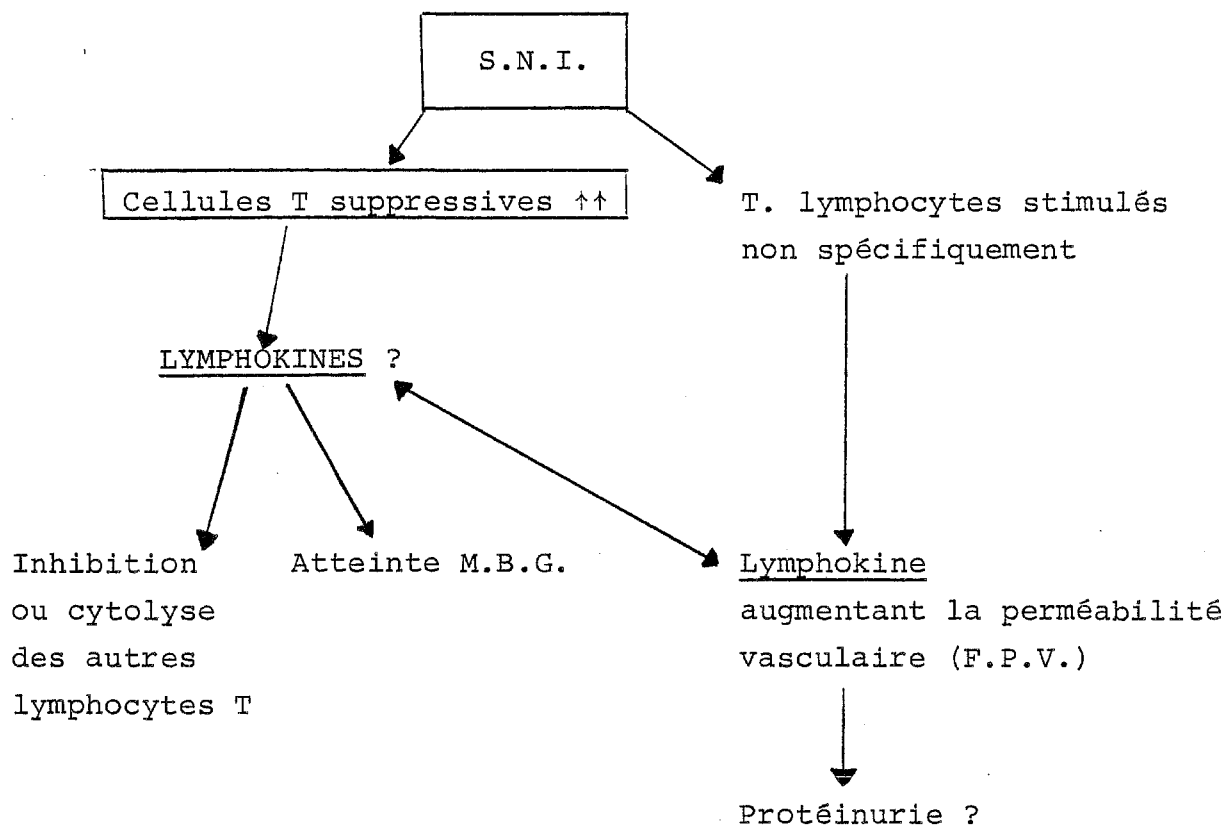 S.N.I.
Cellules T suppressives ↑↑
T. lymphocytes stimulés
non spécifiquement
LYMPHOKINES ?
Inhibition
ou cytolyse
des autres
lymphocytes T
Atteinte M.B.G.
Lymphokine
augmentant la perméabilité
vasculaire (F.P.V.)
Protéinurie ?